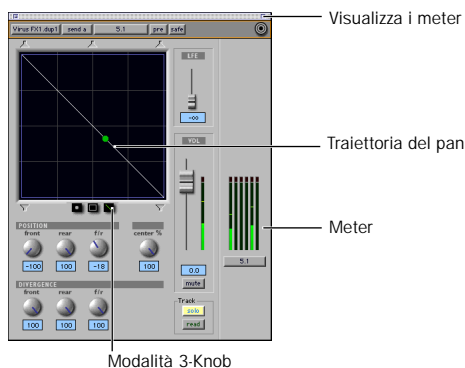 Visualizza i meter
Virus FX1.dup1 send a 5.1 pre safe
LFE
-∞
VOL
Traiettoria del pan
Meter
POSITION
front rear f/r center %
-100 100 -18 100
5.1
0.0
mute
DIVERGENCE
front rear f/r
100 100 100
Track
solo
read
Modalità 3-Knob